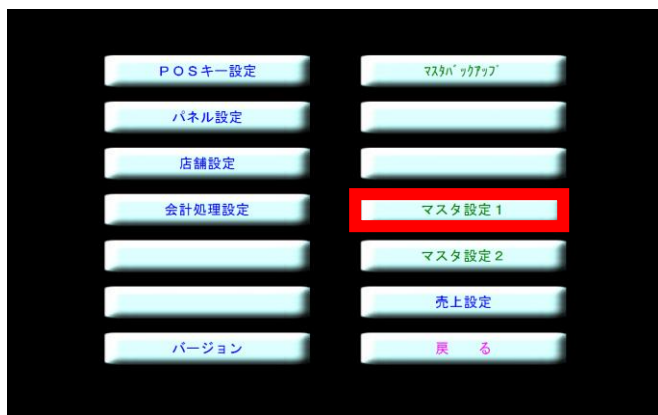 POSキー設定
パネル設定
店舗設定
会計処理設定
バージョン
ﾏｽﾀﾊﾞｯｸｱｯﾌﾟ
マスタ設定1
マスタ設定2
売上設定
戻 る